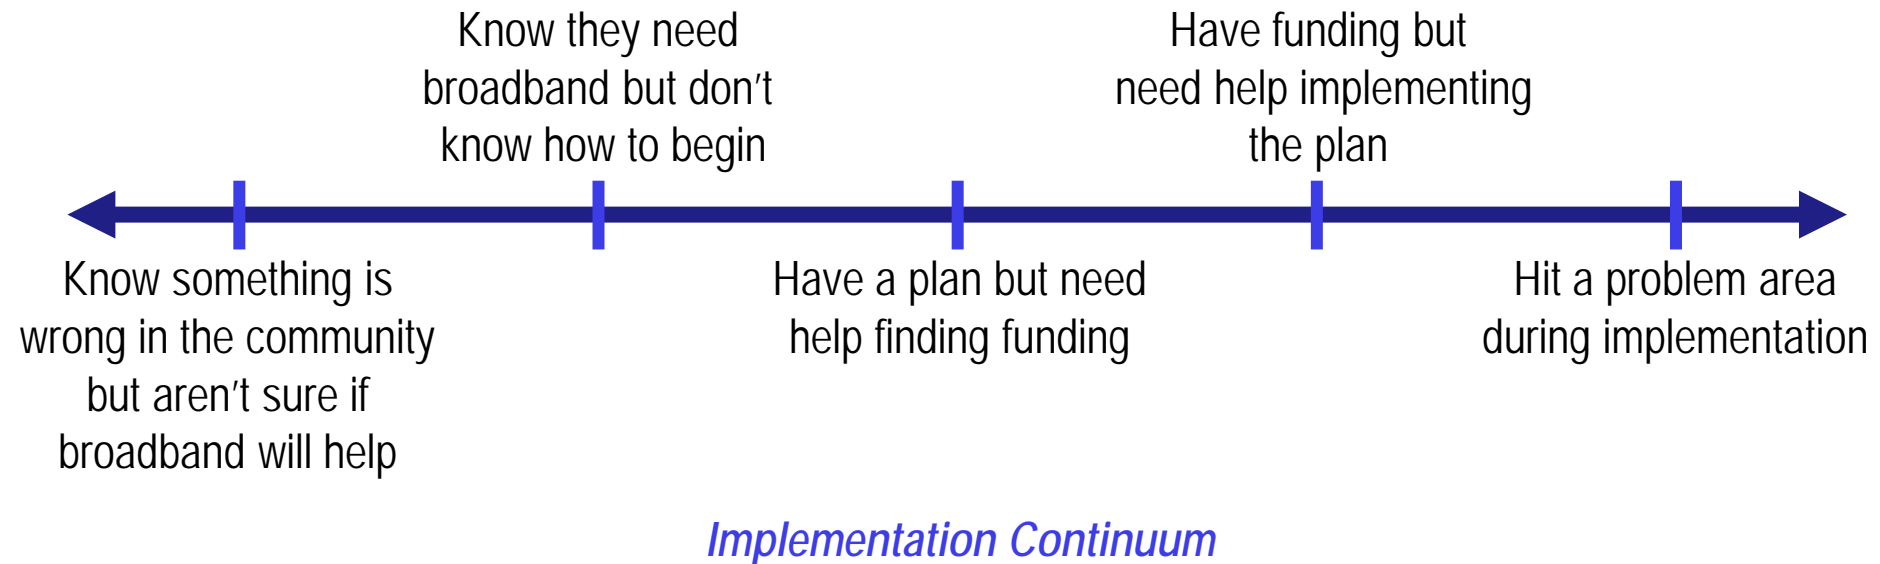 Know they need
broadband but don't
know how to begin
Have funding but
need help implementing
the plan
Know something is
wrong in the community
but aren't sure if
broadband will help
Have a plan but need
help finding funding
Hit a problem area
during implementation
Implementation Continuum